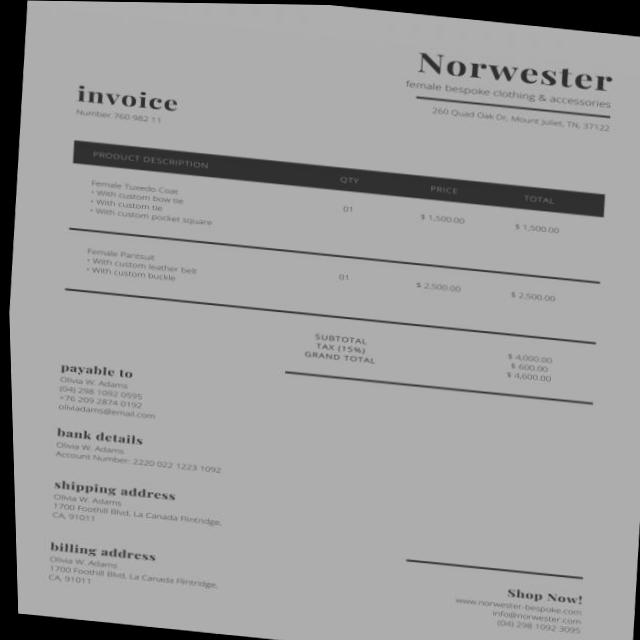 Norwester
female bespoke clothing & accessories
260 Quad Oak Dr, Mount Juliet, TN, 37122
invoice
Number 760 982 11
PRODUCT DESCRIPTION QTY PRICE TOTAL
Female Tuxedo Coat
• With custom bow tie
• With custom tie
• With custom pocket square
01 $ 1,500.00 $ 1,500.00
Female Pantsuit
• With custom leather belt
• With custom buckle
01 $ 2,500.00 $ 2,500.00
SUBTOTAL $ 4,000.00
TAX (15%) $ 600.00
GRAND TOTAL $ 4,600.00
payable to
Olivia W. Adams
(04) 298 1092 0595
+76 209 2874 0192
oliviadams@email.com
bank details
Olivia W. Adams
Account Number: 2220 022 1223 1092
shipping address
Olivia W. Adams
1700 Foothill Blvd, La Canada Flintridge,
CA, 91011
billing address
Olivia W. Adams
1700 Foothill Blvd, La Canada Flintridge,
CA, 91011
Shop Now!
www.norwester-bespoke.com
info@norwester.com
(04) 298 1092 3095